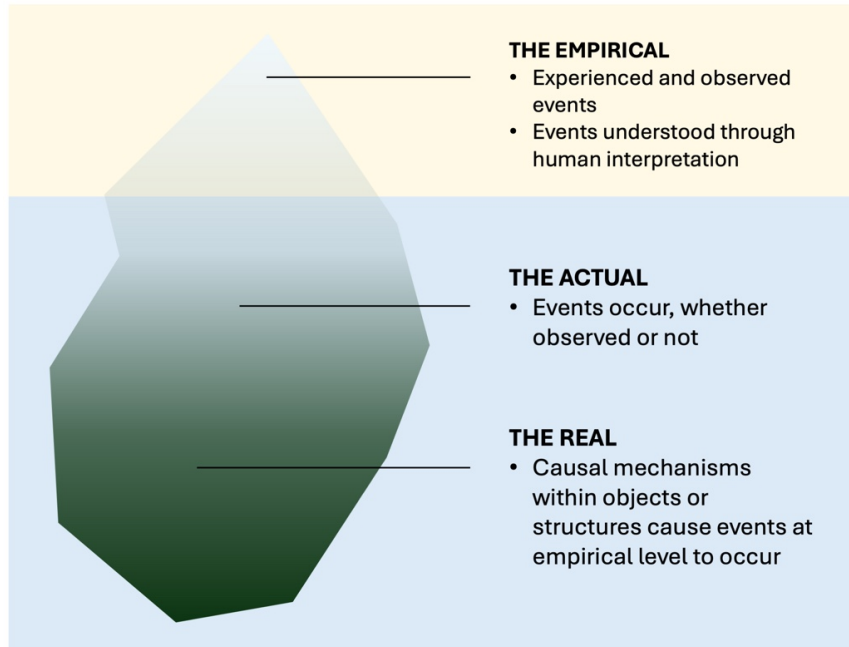 THE EMPIRICAL
• Experienced and observed
events
• Events understood through
human interpretation
THE ACTUAL
• Events occur, whether
observed or not
THE REAL
• Causal mechanisms
within objects or
structures cause events at
empirical level to occur